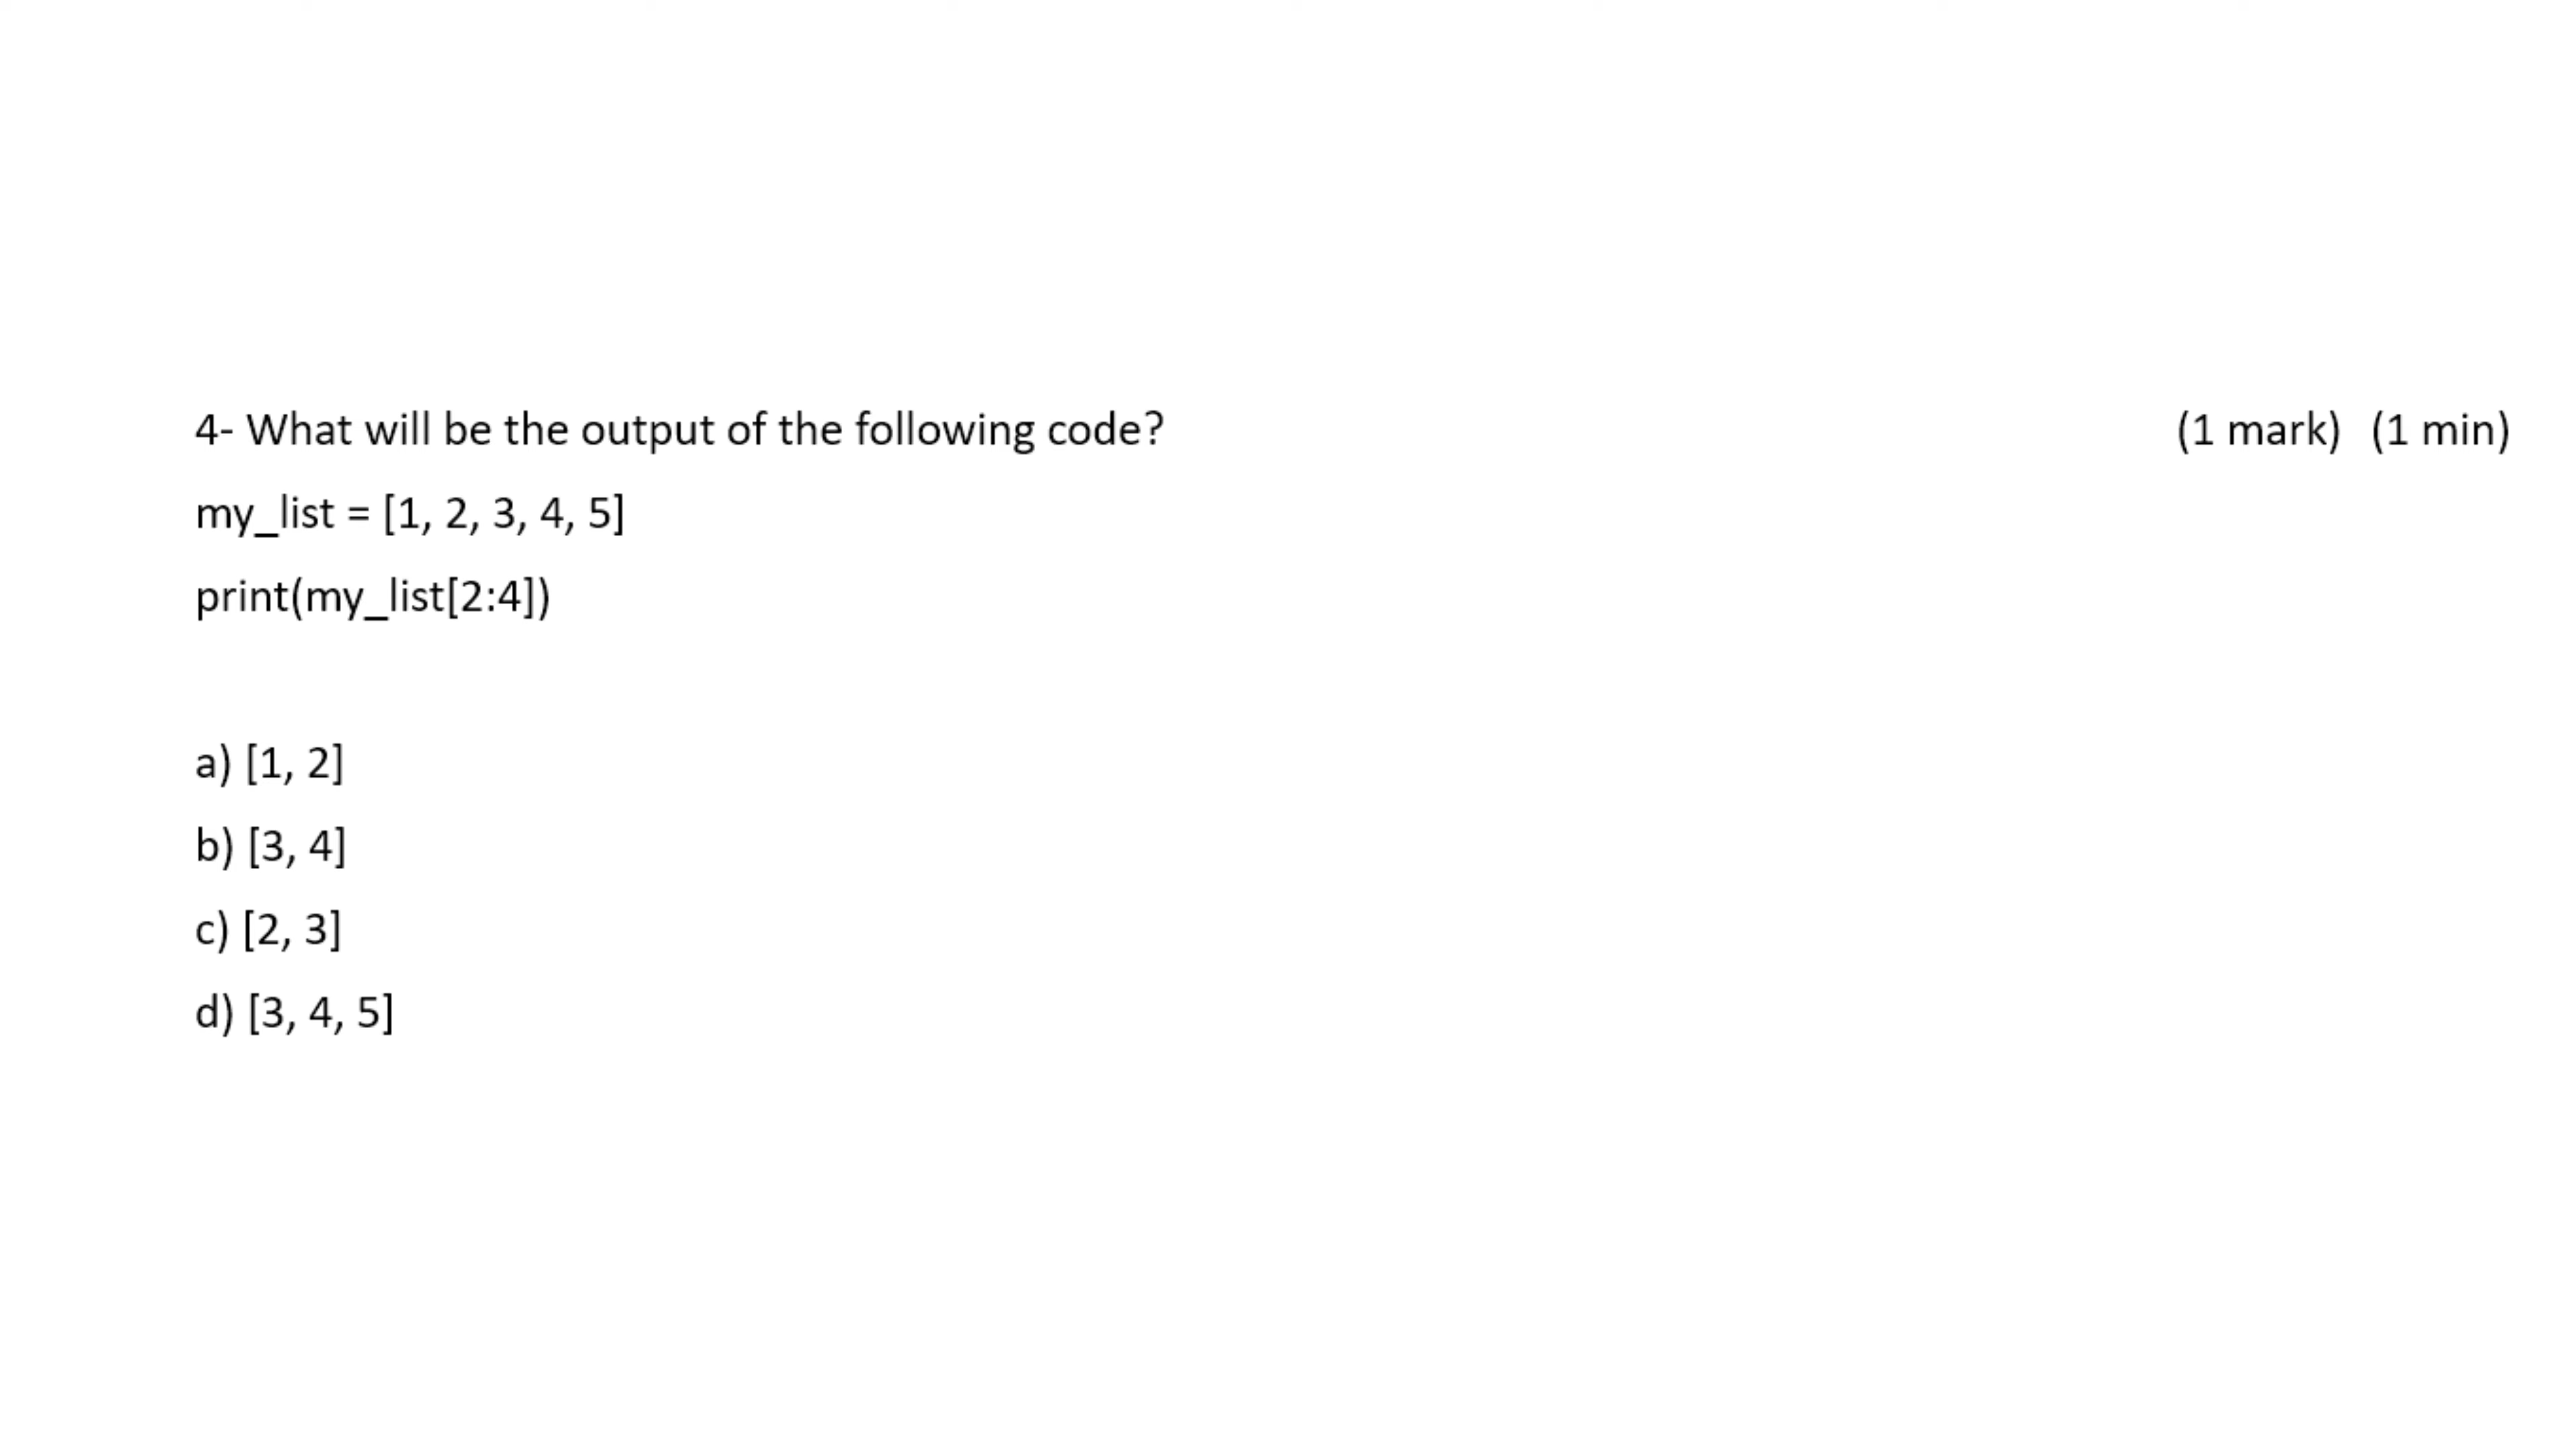 4- What will be the output of the following code? (1 mark) (1 min)
my_list = [1, 2, 3, 4, 5]
print(my_list[2:4])
a) [1, 2]
b) [3, 4]
c) [2, 3]
d) [3, 4, 5]